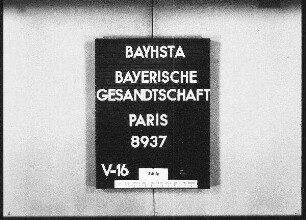 BAYHSTA
BAYERISCHE
GESANDTSCHAFT
PARIS
8937
V-16